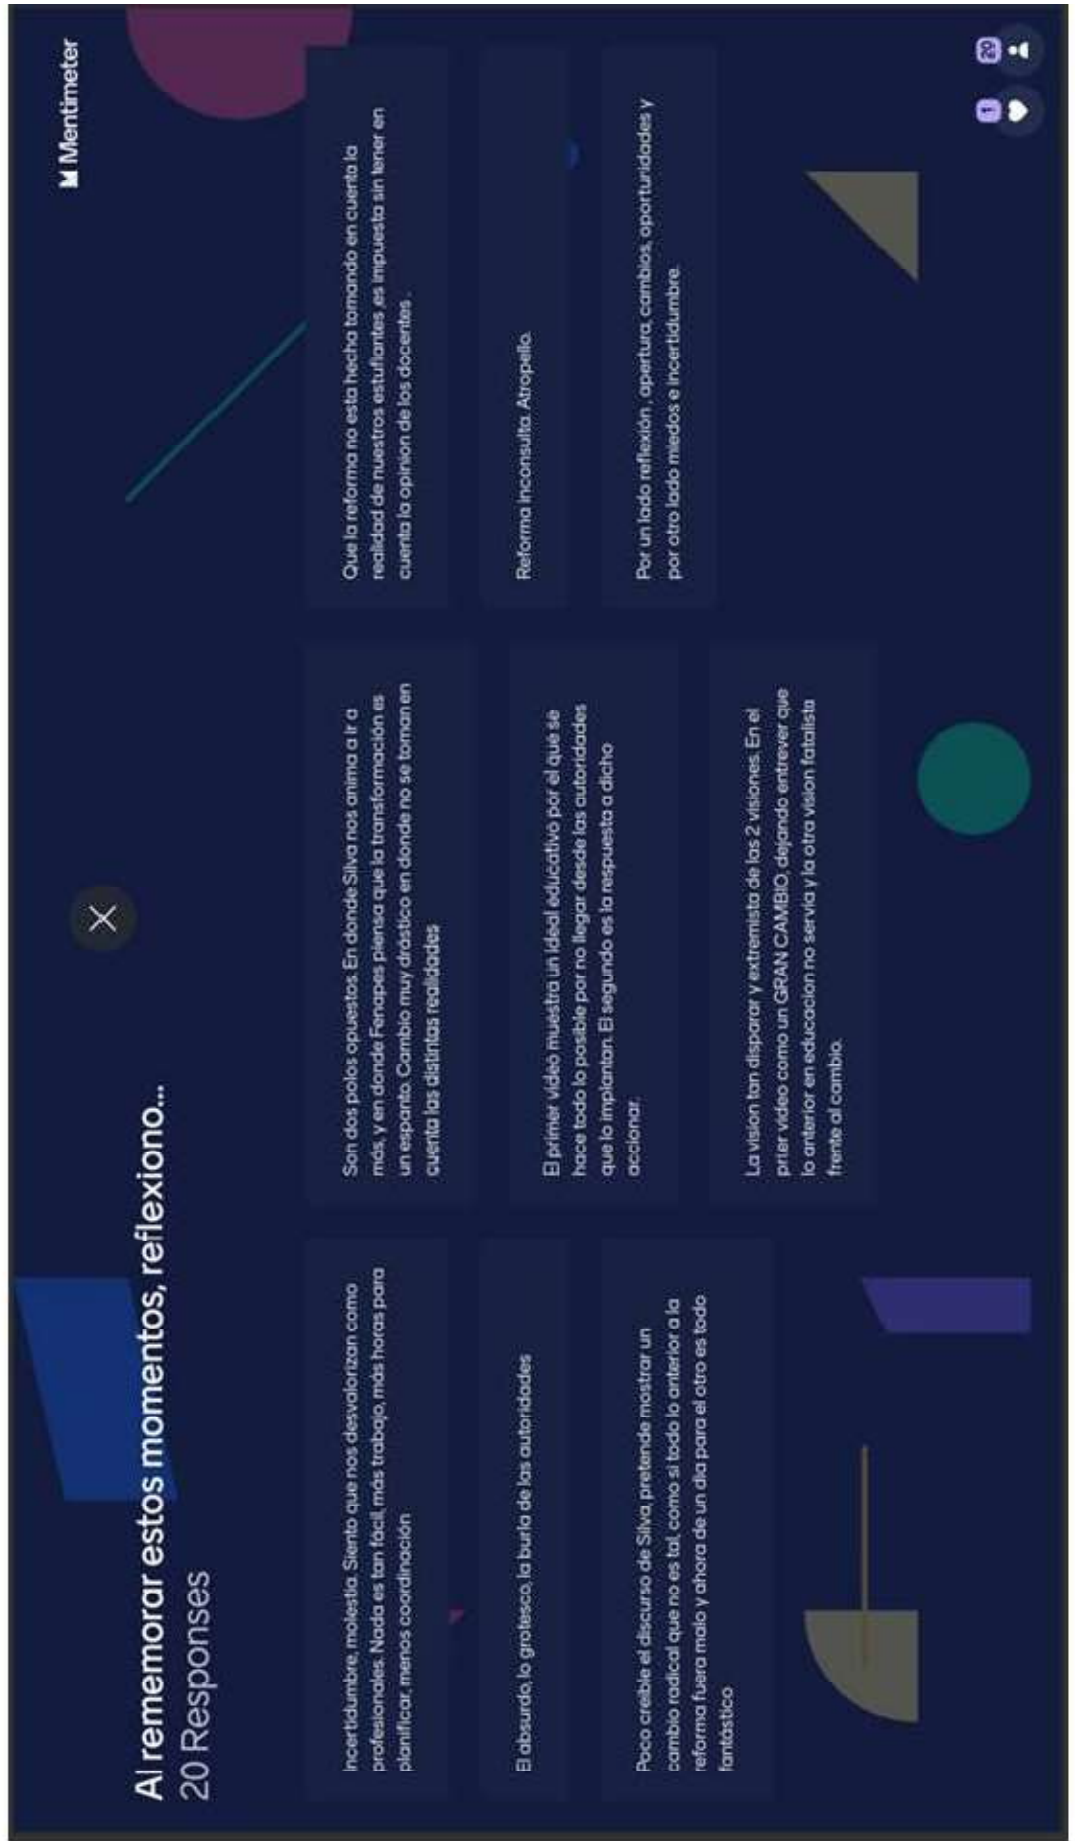 Mentimeter
Al rememorar estos momentos, reflexiono...
20 Responses
Incertidumbre, molestia. Siento que nos desvalorizan como
profesionales. Nada es tan fácil, más trabajo, más horas para
planificar, menos coordinación
El absurdo, lo grotesco, la burla de las autoridades
Poco creíble el discurso de Silva, pretende mostrar un
cambio radical que no es tal, como si todo lo anterior a la
reforma fuera malo y ahora de un dia para el otro es todo
fantástico
Son dos polos opuestos. En donde Silva nos anima a ir a
más, y en donde Fenapes piensa que la transformación es
un espanto. Cambio muy drástico en donde no se toman en
cuenta las distintas realidades
El primer video muestra un ideal educativo por el que se
hace todo lo posible por no llegar desde las autoridades
que lo implantan. El segundo es la respuesta a dicho
accionar.
La vision tan disparar y extremista de las 2 visiones. En el
prier video como un GRAN CAMBIO, dejando entrever que
lo anterior en educacion no servía y la otra vision fatalista
frente al cambio.
Que la reforma no esta hecha tomando en cuenta la
realidad de nuestros estufiantes ,es impuesta sin tener en
cuenta la opinion de los docentes .
Reforma inconsulta. Atropello.
Por un lado reflexión , apertura, cambios, oportunidades y
por otro lado miedos e incertidumbre.
1
20